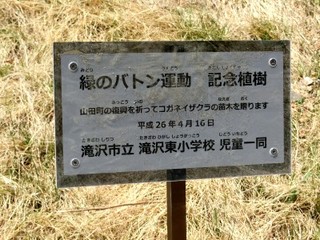 緑のバトン運動 記念植樹
山田町の復興を祈ってコガネイザクラの苗木を贈ります
平成26年4月16日
滝沢市立 滝沢東小学校 児童一同